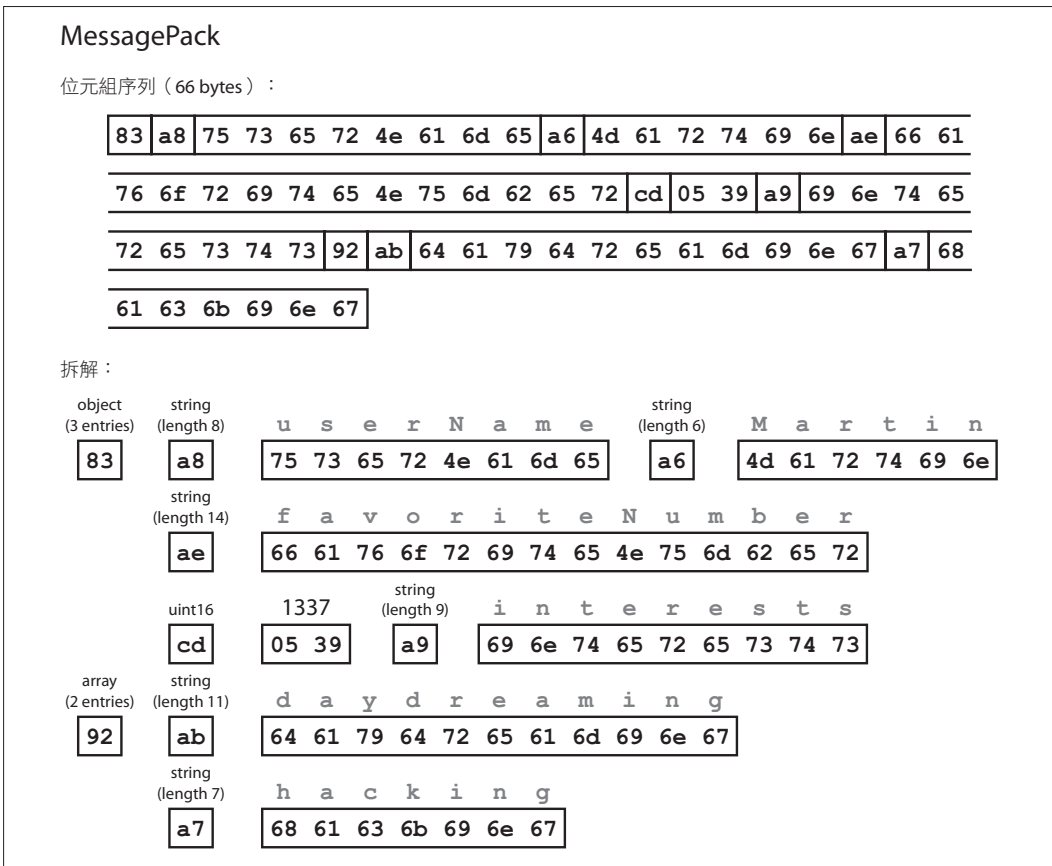 MessagePack
位元組序列（66 bytes）：
83 a8 75 73 65 72 4e 61 6d 65 a6 4d 61 72 74 69 6e ae 66 61
76 6f 72 69 74 65 4e 75 6d 62 65 72 cd 05 39 a9 69 6e 74 65
72 65 73 74 73 92 ab 64 61 79 64 72 65 61 6d 69 6e 67 a7 68
61 63 6b 69 6e 67
拆解：
object string string
(3 entries) (length 8) u s e r N a m e (length 6) M a r t i n
83 a8 75 73 65 72 4e 61 6d 65 a6 4d 61 72 74 69 6e
string
(length 14) f a v o r i t e N u m b e r
ae 66 61 76 6f 72 69 74 65 4e 75 6d 62 65 72
string
uint16 1337 (length 9) i n t e r e s t s
cd 05 39 a9 69 6e 74 65 72 65 73 74 73
array string
(2 entries) (length 11) d a y d r e a m i n g
92 ab 64 61 79 64 72 65 61 6d 69 6e 67
string
(length 7) h a c k i n g
a7 68 61 63 6b 69 6e 67